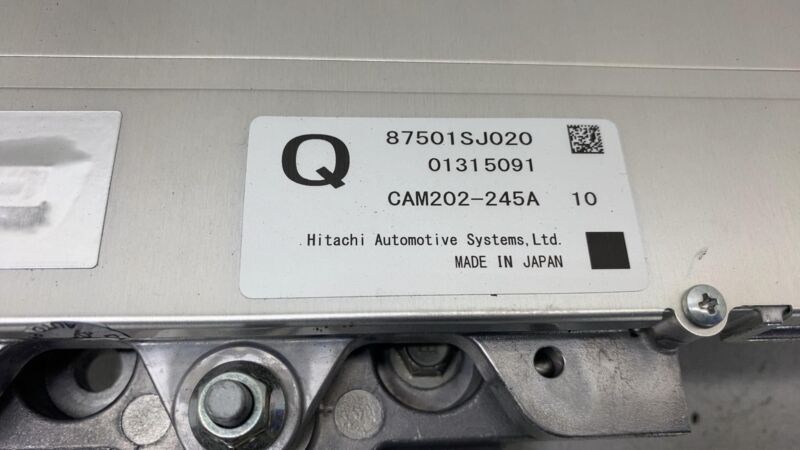 Q
87501SJ020
01315091
CAM202-245A 10
Hitachi Automotive Systems,Ltd.
MADE IN JAPAN